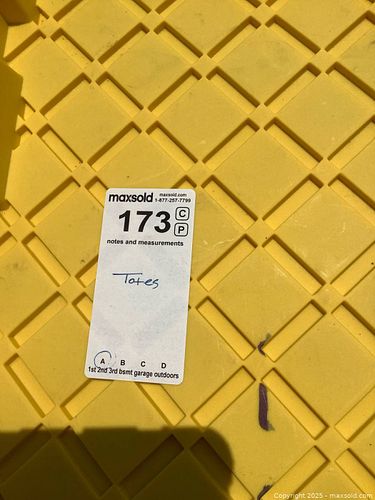 maxsold maxsold.com
1-877-257-7799
173 C
P
notes and measurements
Totes
A B C D
1st 2nd 3rd bsmt garage outdoors
Copyright 2025 - maxsold.com